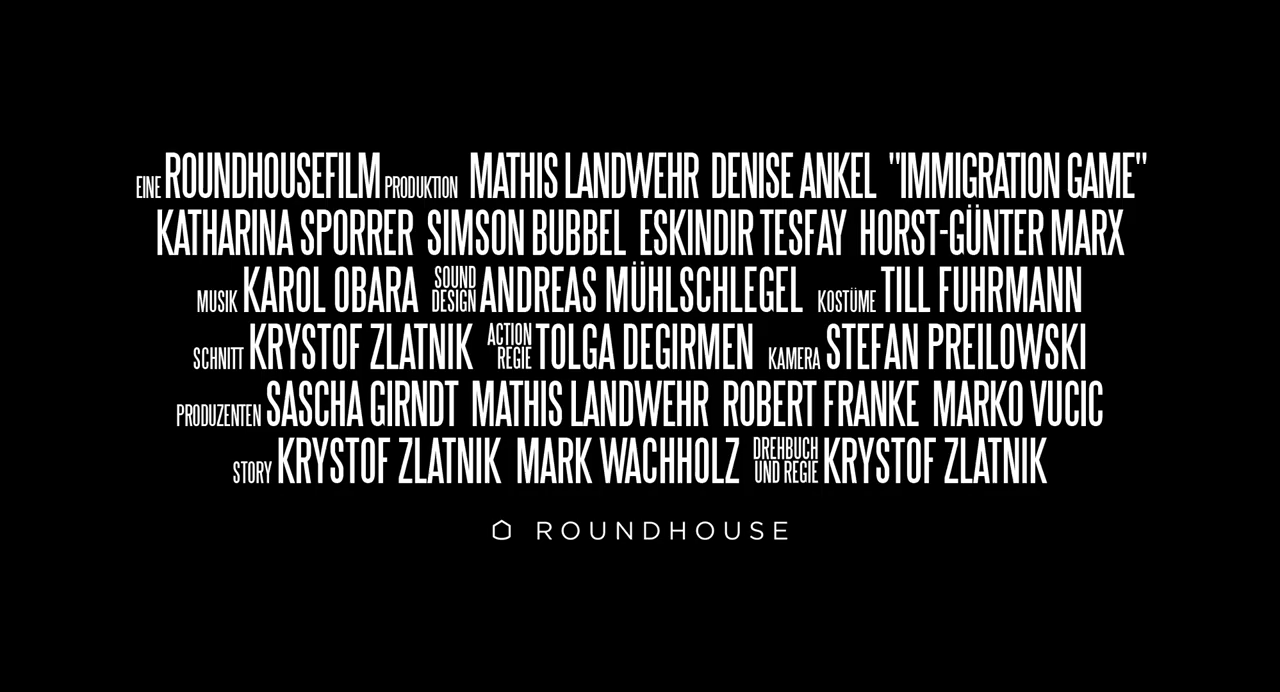 EINE ROUNDHOUSEFILM PRODUKTION MATHIS LANDWEHR DENISE ANKEL "IMMIGRATION GAME"
KATHARINA SPORRER SIMSON BUBBEL ESKINDIR TESFAY HORST-GÜNTER MARX
MUSIK KAROL OBARA SOUND DESIGN ANDREAS MÜHLSCHLEGEL KOSTÜME TILL FUHRMANN
SCHNITT KRYSTOF ZLATNIK ACTION REGIE TOLGA DEGIRMEN KAMERA STEFAN PREILOWSKI
PRODUZENTEN SASCHA GIRNDT MATHIS LANDWEHR ROBERT FRANKE MARKO VUCIC
STORY KRYSTOF ZLATNIK MARK WACHHOLZ DREHBUCH UND REGIE KRYSTOF ZLATNIK
ROUNDHOUSE